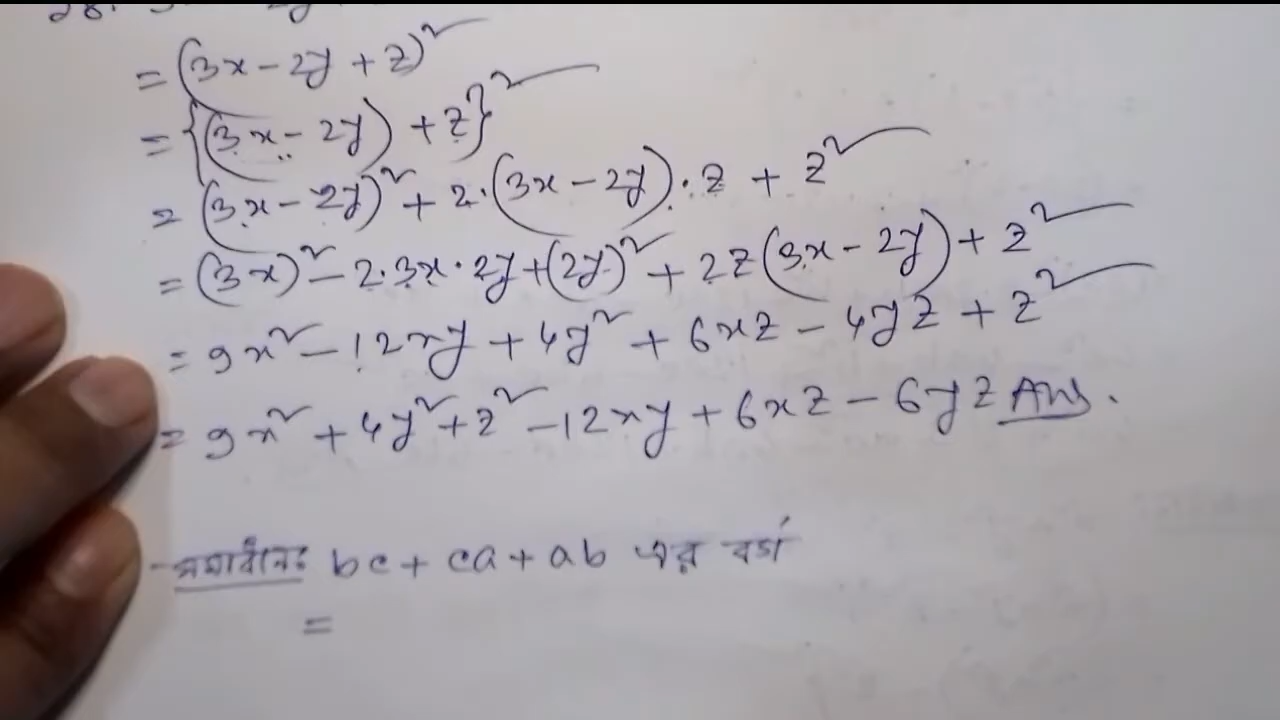 = (3x - 2y + z)²
= {(3x - 2y) + z}²
= (3x - 2y)² + 2.(3x - 2y).z + z²
= (3x)² - 2.3x.2y + (2y)² + 2z(3x - 2y) + z²
= 9x² - 12xy + 4y² + 6xz - 4yz + z²
= 9x² + 4y² + z² - 12xy + 6xz - 6yz Ans.
সমাধানঃ bc + ca + ab এর বর্গ
=